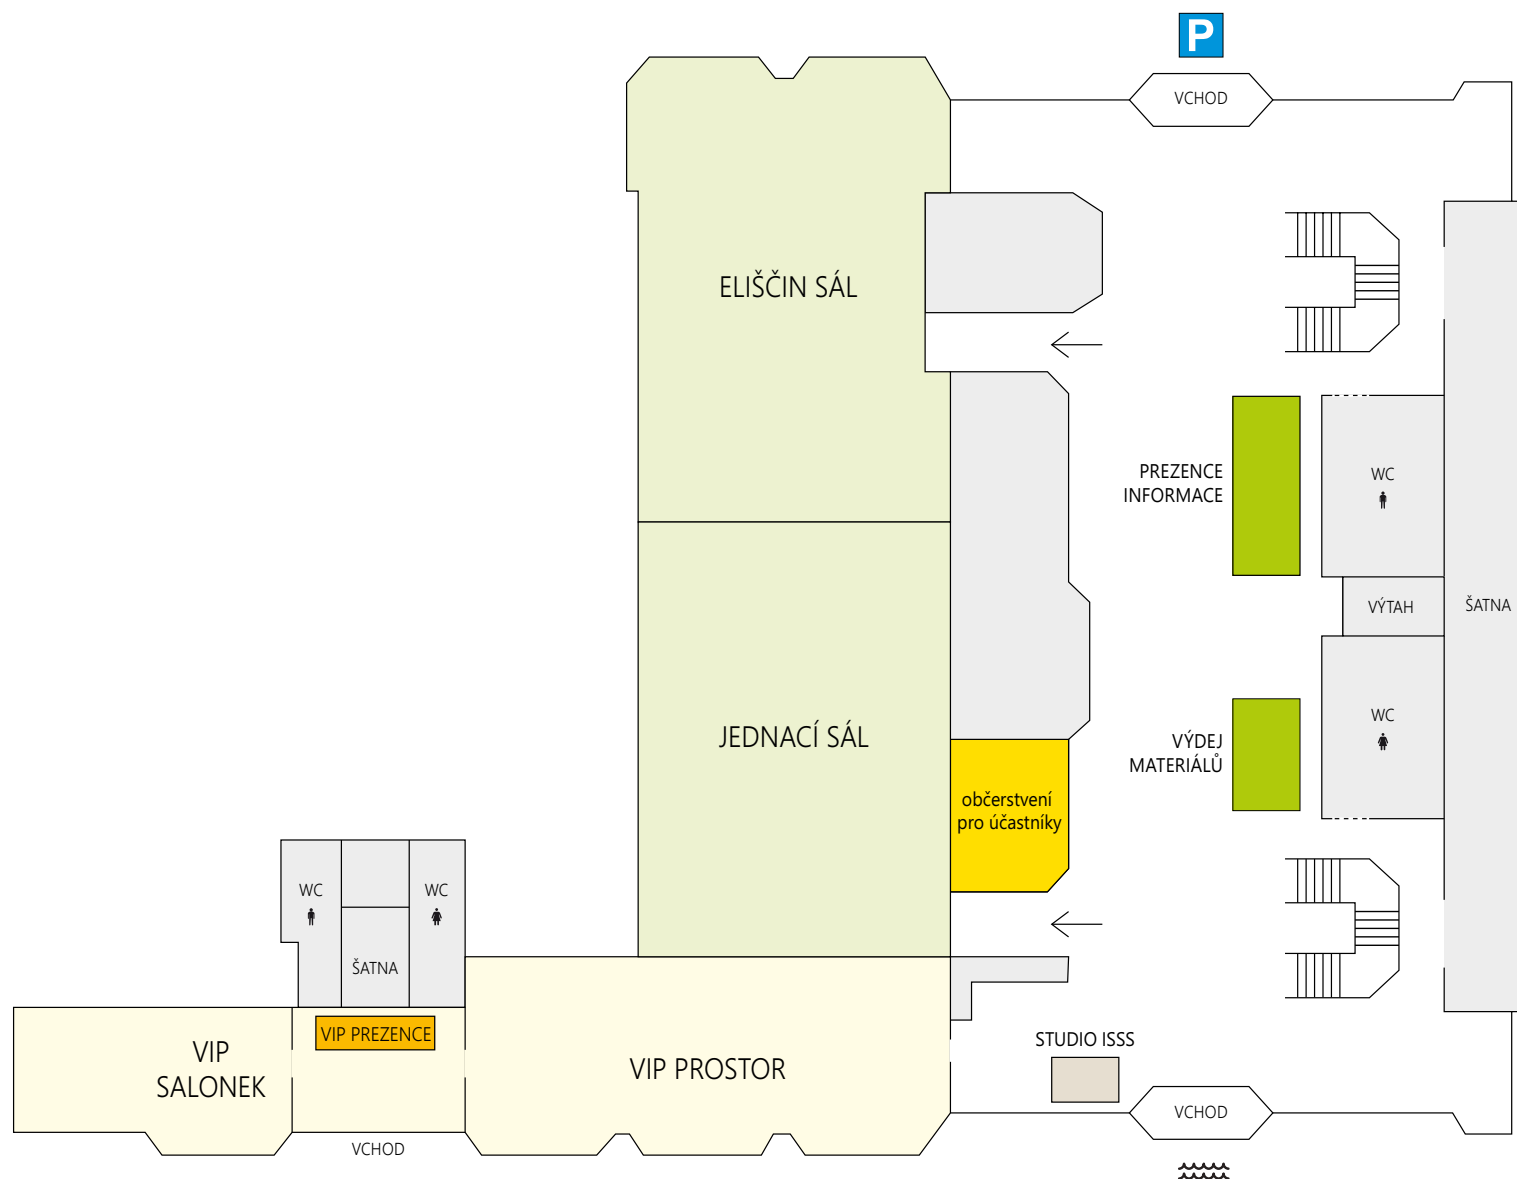 P
VCHOD
ELIŠČIN SÁL
PREZENCE
INFORMACE
WC
VÝTAH
ŠATNA
WC
JEDNACÍ SÁL
VÝDEJ
MATERIÁLŮ
občerstvení
pro účastníky
WC
WC
ŠATNA
VIP PREZENCE
VIP
SALONEK
VIP PROSTOR
STUDIO ISSS
VCHOD
VCHOD